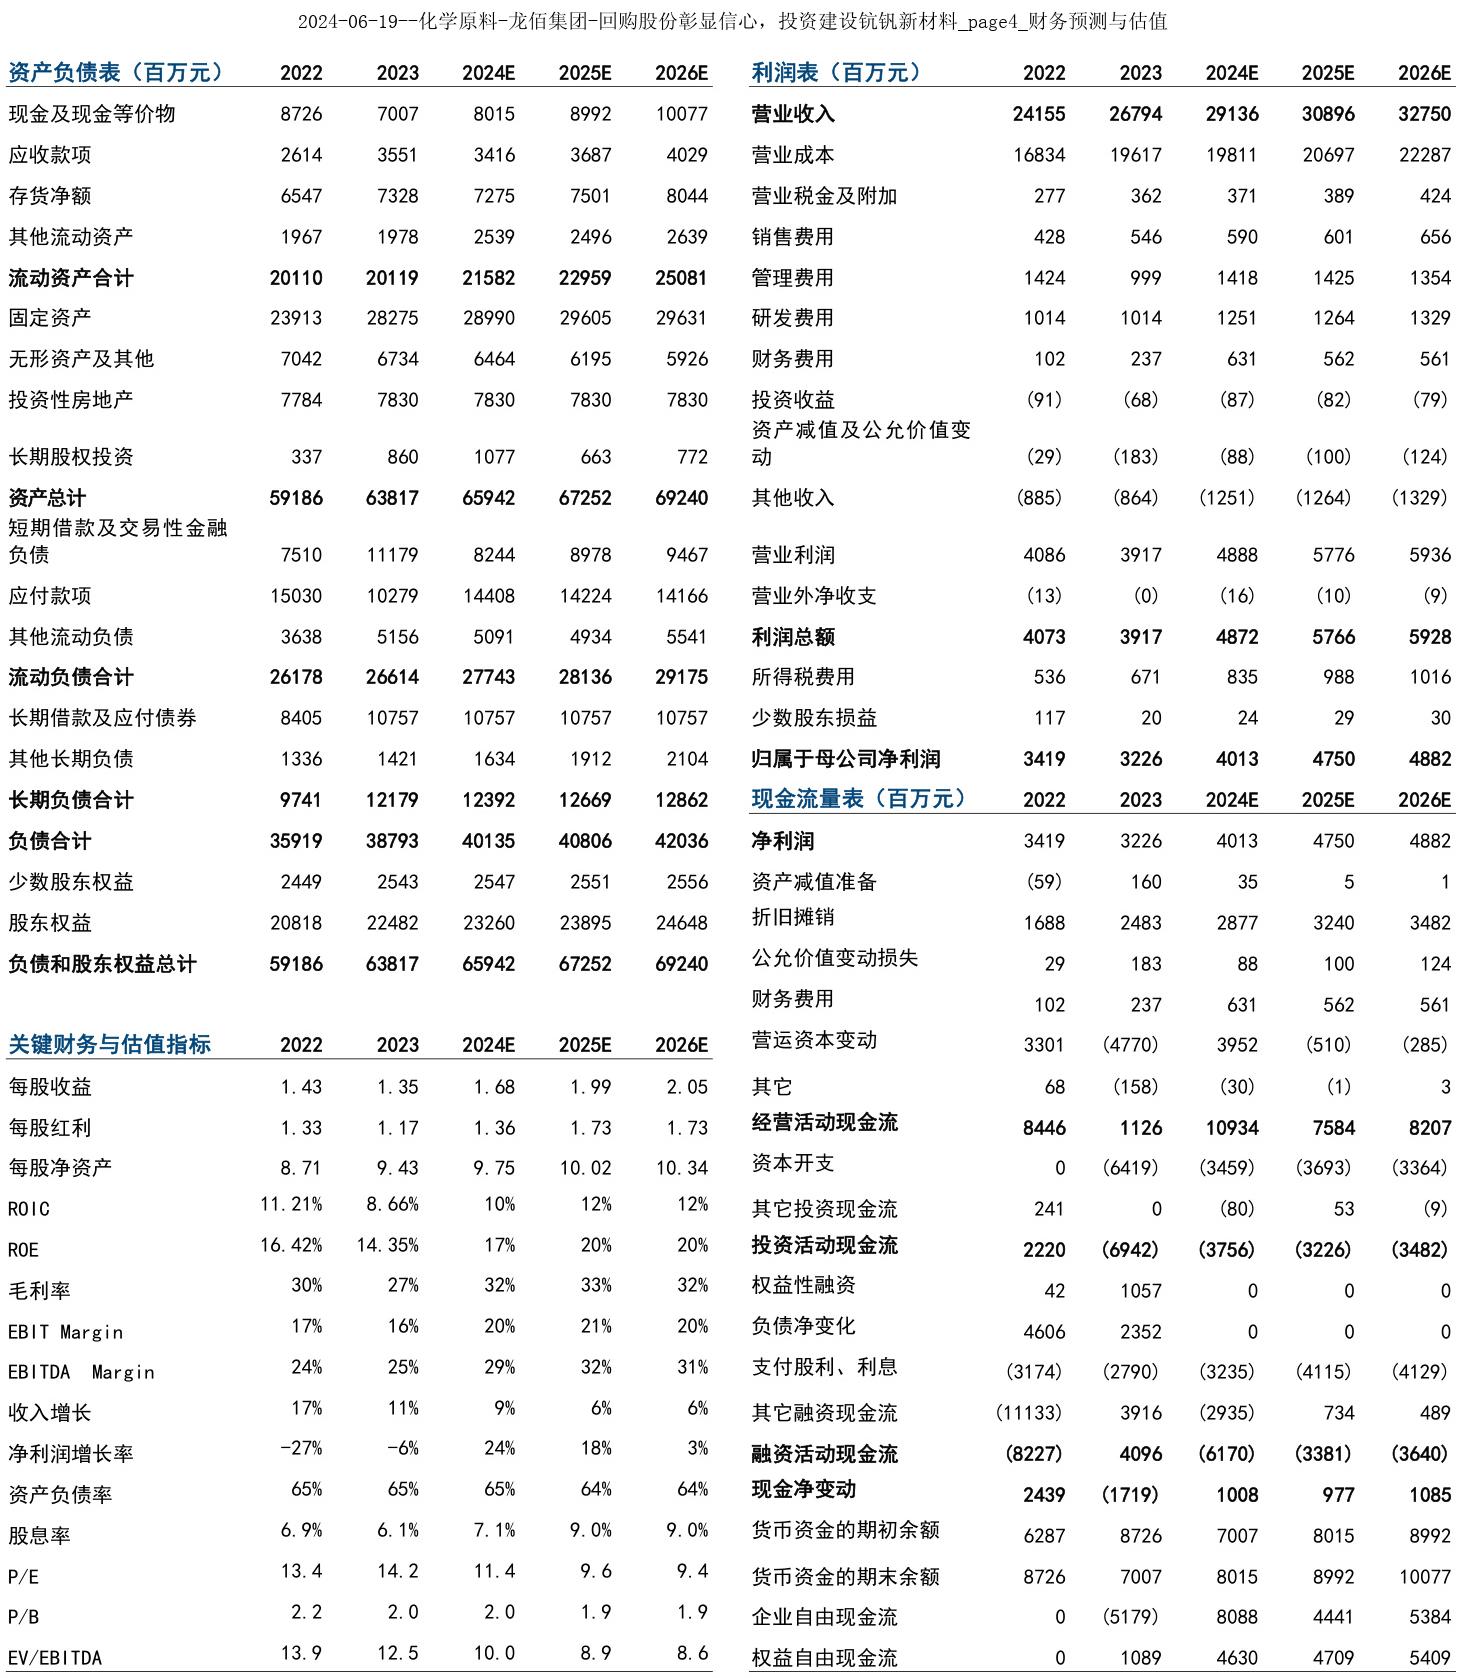 2024-06-19--化学原料-龙佰集团-回购股份彰显信心，投资建设钪钒新材料_page4_财务预测与估值
资产负债表（百万元） 2022 2023 2024E 2025E 2026E
现金及现金等价物 8726 7007 8015 8992 10077
应收款项 2614 3551 3416 3687 4029
存货净额 6547 7328 7275 7501 8044
其他流动资产 1967 1978 2539 2496 2639
流动资产合计 20110 20119 21582 22959 25081
固定资产 23913 28275 28990 29605 29631
无形资产及其他 7042 6734 6464 6195 5926
投资性房地产 7784 7830 7830 7830 7830
长期股权投资 337 860 1077 663 772
资产总计 59186 63817 65942 67252 69240
短期借款及交易性金融
负债 7510 11179 8244 8978 9467
应付款项 15030 10279 14408 14224 14166
其他流动负债 3638 5156 5091 4934 5541
流动负债合计 26178 26614 27743 28136 29175
长期借款及应付债券 8405 10757 10757 10757 10757
其他长期负债 1336 1421 1634 1912 2104
长期负债合计 9741 12179 12392 12669 12862
负债合计 35919 38793 40135 40806 42036
少数股东权益 2449 2543 2547 2551 2556
股东权益 20818 22482 23260 23895 24648
负债和股东权益总计 59186 63817 65942 67252 69240
关键财务与估值指标 2022 2023 2024E 2025E 2026E
每股收益 1.43 1.35 1.68 1.99 2.05
每股红利 1.33 1.17 1.36 1.73 1.73
每股净资产 8.71 9.43 9.75 10.02 10.34
ROIC 11.21% 8.66% 10% 12% 12%
ROE 16.42% 14.35% 17% 20% 20%
毛利率 30% 27% 32% 33% 32%
EBIT Margin 17% 16% 20% 21% 20%
EBITDA Margin 24% 25% 29% 32% 31%
收入增长 17% 11% 9% 6% 6%
净利润增长率 -27% -6% 24% 18% 3%
资产负债率 65% 65% 65% 64% 64%
股息率 6.9% 6.1% 7.1% 9.0% 9.0%
P/E 13.4 14.2 11.4 9.6 9.4
P/B 2.2 2.0 2.0 1.9 1.9
EV/EBITDA 13.9 12.5 10.0 8.9 8.6
利润表（百万元） 2022 2023 2024E 2025E 2026E
营业收入 24155 26794 29136 30896 32750
营业成本 16834 19617 19811 20697 22287
营业税金及附加 277 362 371 389 424
销售费用 428 546 590 601 656
管理费用 1424 999 1418 1425 1354
研发费用 1014 1014 1251 1264 1329
财务费用 102 237 631 562 561
投资收益 (91) (68) (87) (82) (79)
资产减值及公允价值变
动 (29) (183) (88) (100) (124)
其他收入 (885) (864) (1251) (1264) (1329)
营业利润 4086 3917 4888 5776 5936
营业外净收支 (13) (0) (16) (10) (9)
利润总额 4073 3917 4872 5766 5928
所得税费用 536 671 835 988 1016
少数股东损益 117 20 24 29 30
归属于母公司净利润 3419 3226 4013 4750 4882
现金流量表（百万元） 2022 2023 2024E 2025E 2026E
净利润 3419 3226 4013 4750 4882
资产减值准备 (59) 160 35 5 1
折旧摊销 1688 2483 2877 3240 3482
公允价值变动损失 29 183 88 100 124
财务费用 102 237 631 562 561
营运资本变动 3301 (4770) 3952 (510) (285)
其它 68 (158) (30) (1) 3
经营活动现金流 8446 1126 10934 7584 8207
资本开支 0 (6419) (3459) (3693) (3364)
其它投资现金流 241 0 (80) 53 (9)
投资活动现金流 2220 (6942) (3756) (3226) (3482)
权益性融资 42 1057 0 0 0
负债净变化 4606 2352 0 0 0
支付股利、利息 (3174) (2790) (3235) (4115) (4129)
其它融资现金流 (11133) 3916 (2935) 734 489
融资活动现金流 (8227) 4096 (6170) (3381) (3640)
现金净变动 2439 (1719) 1008 977 1085
货币资金的期初余额 6287 8726 7007 8015 8992
货币资金的期末余额 8726 7007 8015 8992 10077
企业自由现金流 0 (5179) 8088 4441 5384
权益自由现金流 0 1089 4630 4709 5409